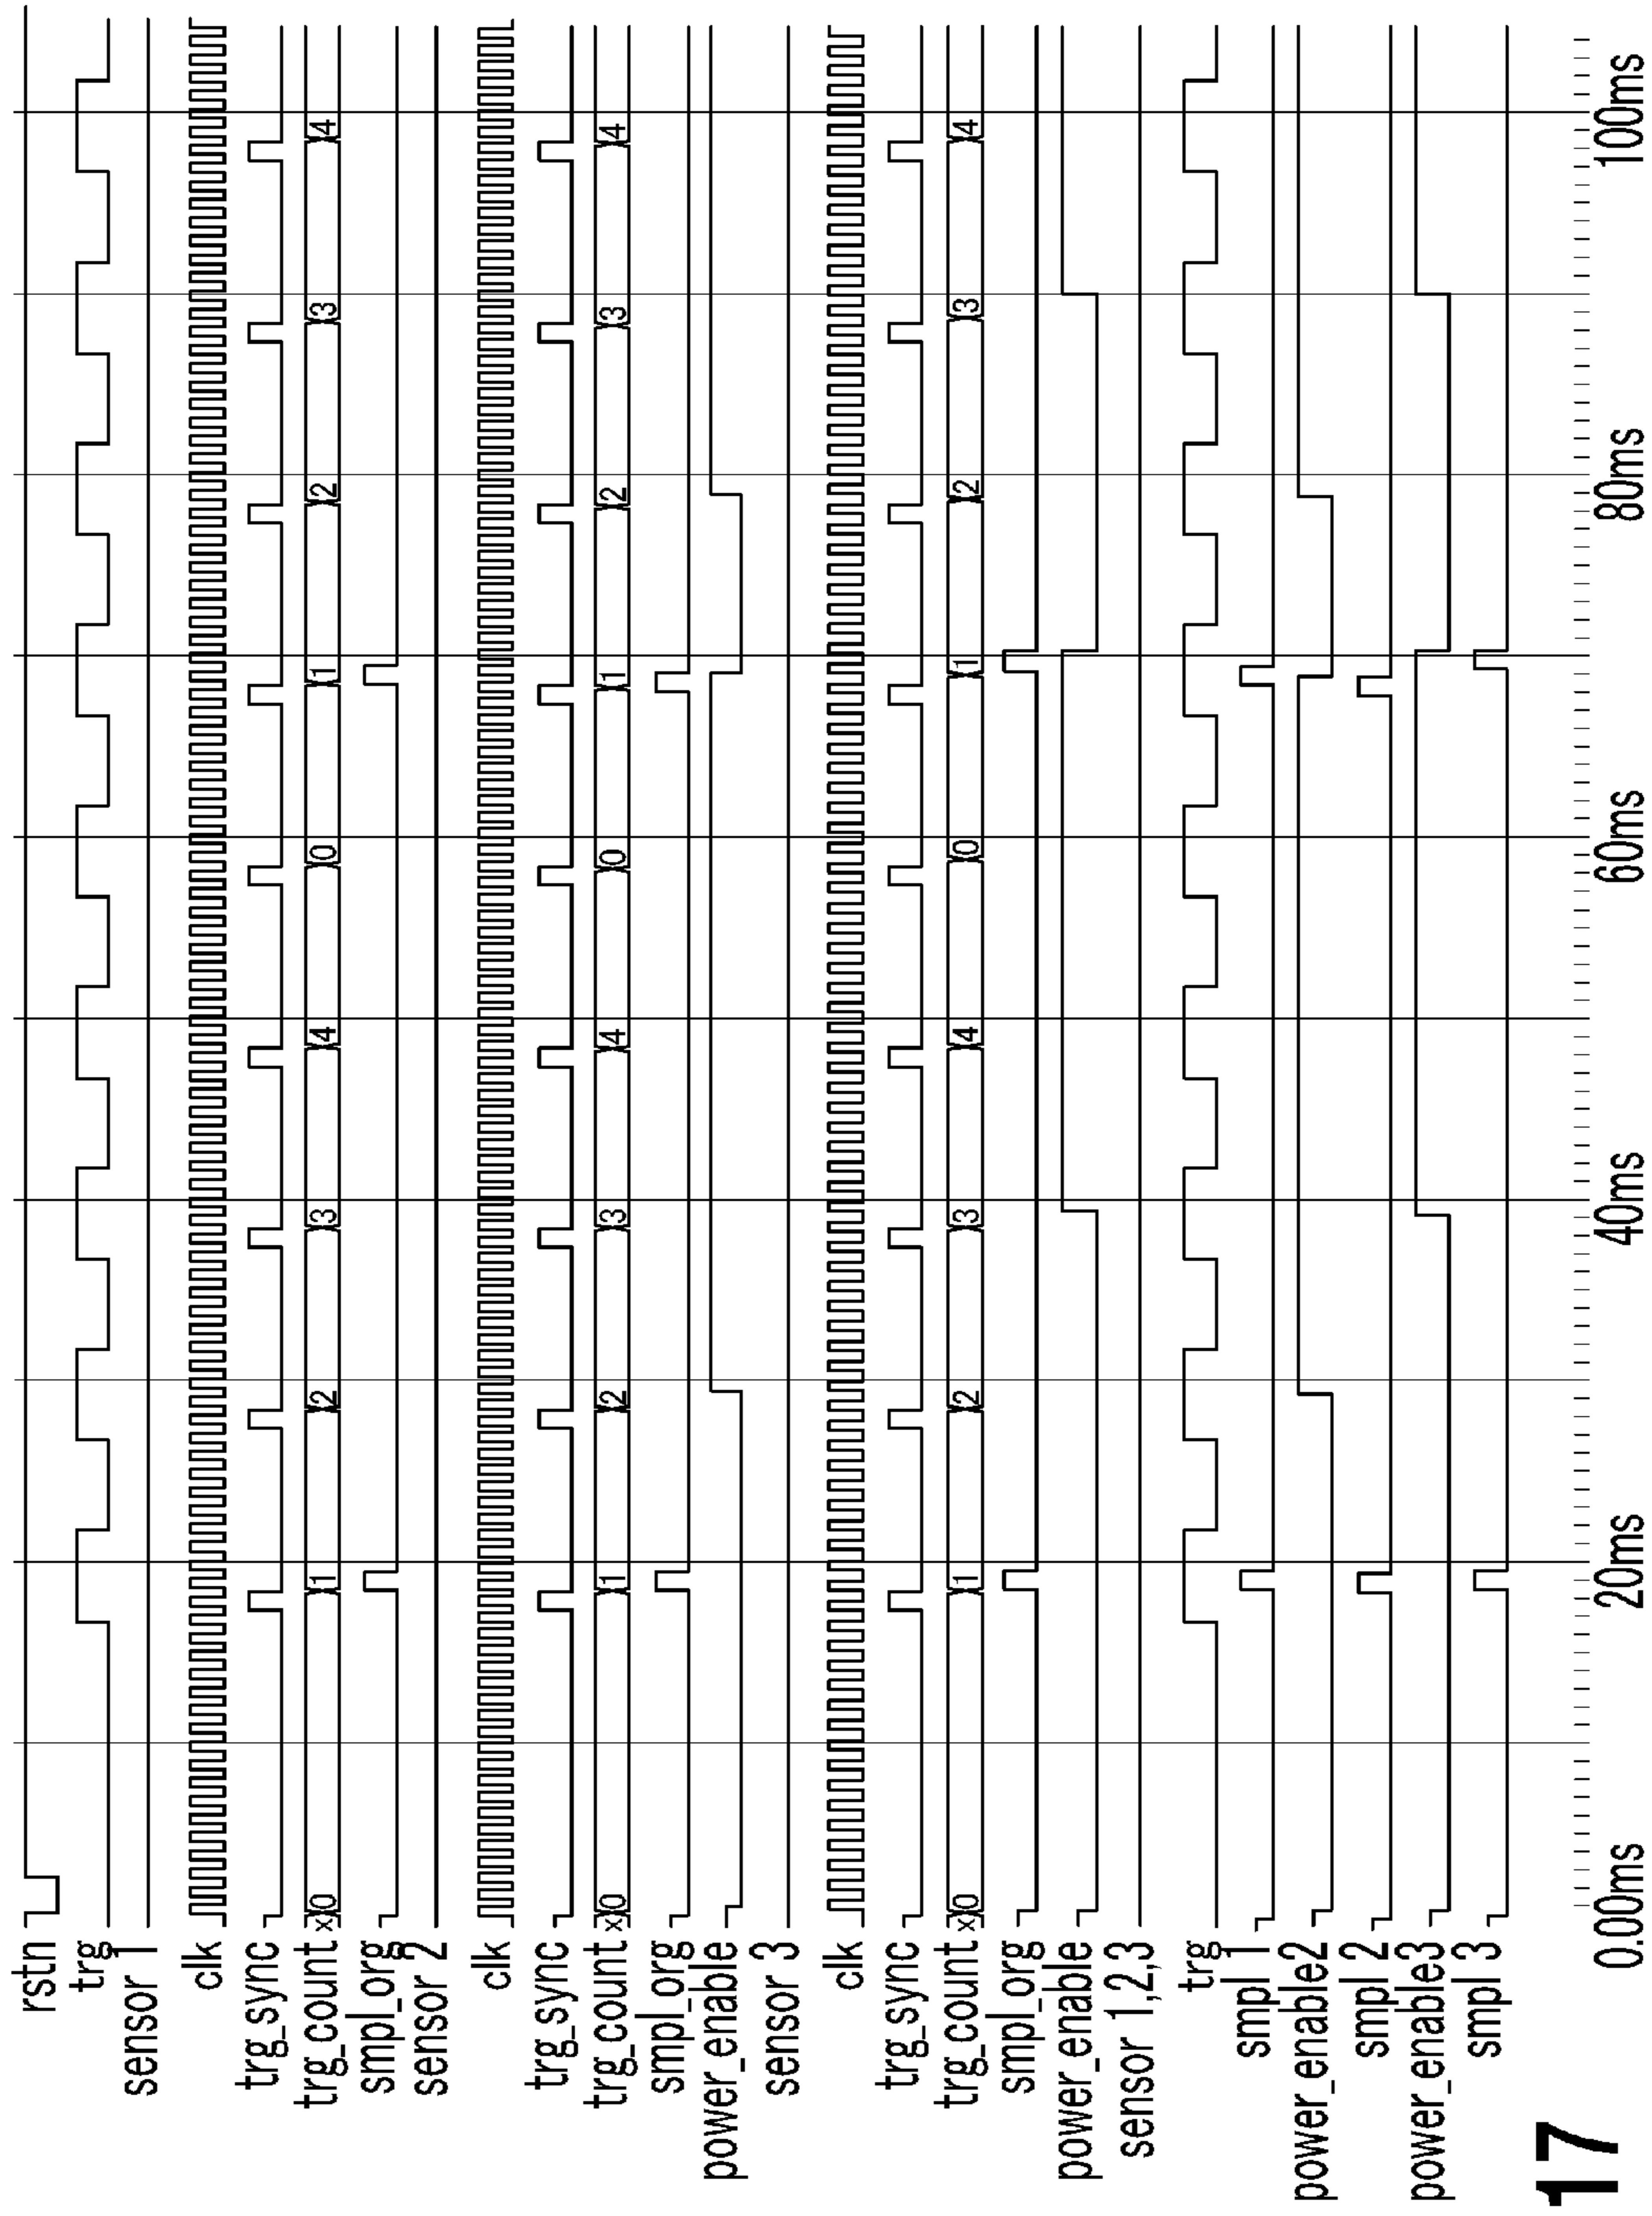 rstn
trg
sensor 1
clk
trg_sync
trg_count x 0 1 2 3 4 0 1 2 3 4
smpl_org
sensor 2
clk
trg_sync
trg_count x 0 1 2 3 4 0 1 2 3 4
smpl_org
power_enable
sensor 3
clk
trg_sync
trg_count x 0 1 2 3 4 0 1 2 3 4
smpl_org
power_enable
sensor 1,2,3
trg
smpl 1
power_enable2
smpl 2
power_enable3
smpl 3
0.00ms 20ms 40ms 60ms 80ms 100ms
17